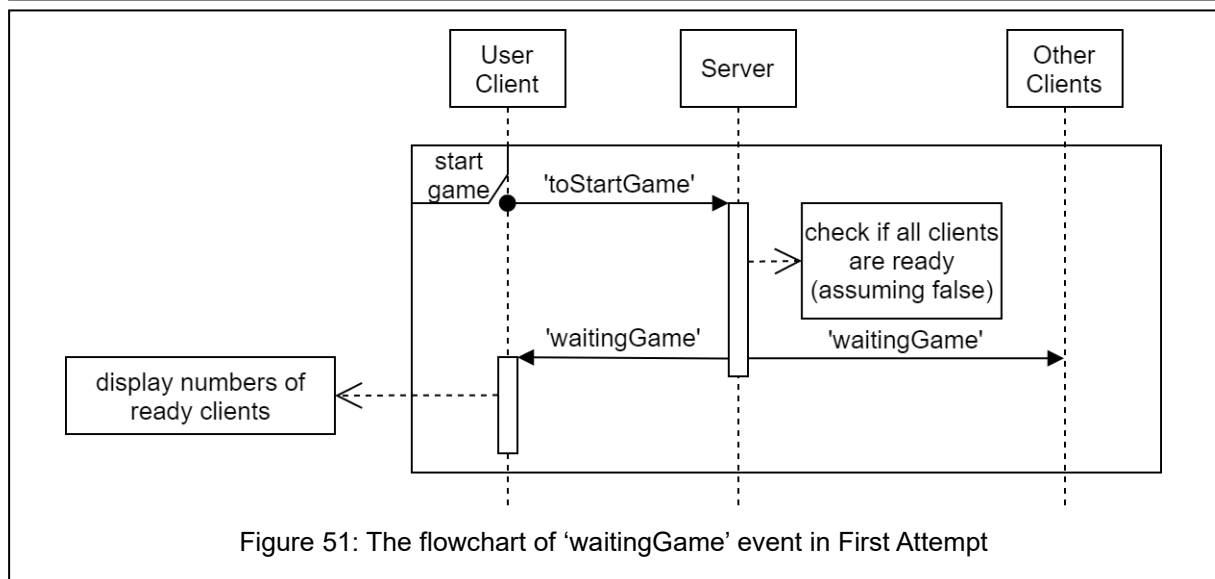 User
Client
Server
Other
Clients
start
game
'toStartGame'
check if all clients
are ready
(assuming false)
'waitingGame'
'waitingGame'
display numbers of
ready clients
Figure 51: The flowchart of ‘waitingGame’ event in First Attempt